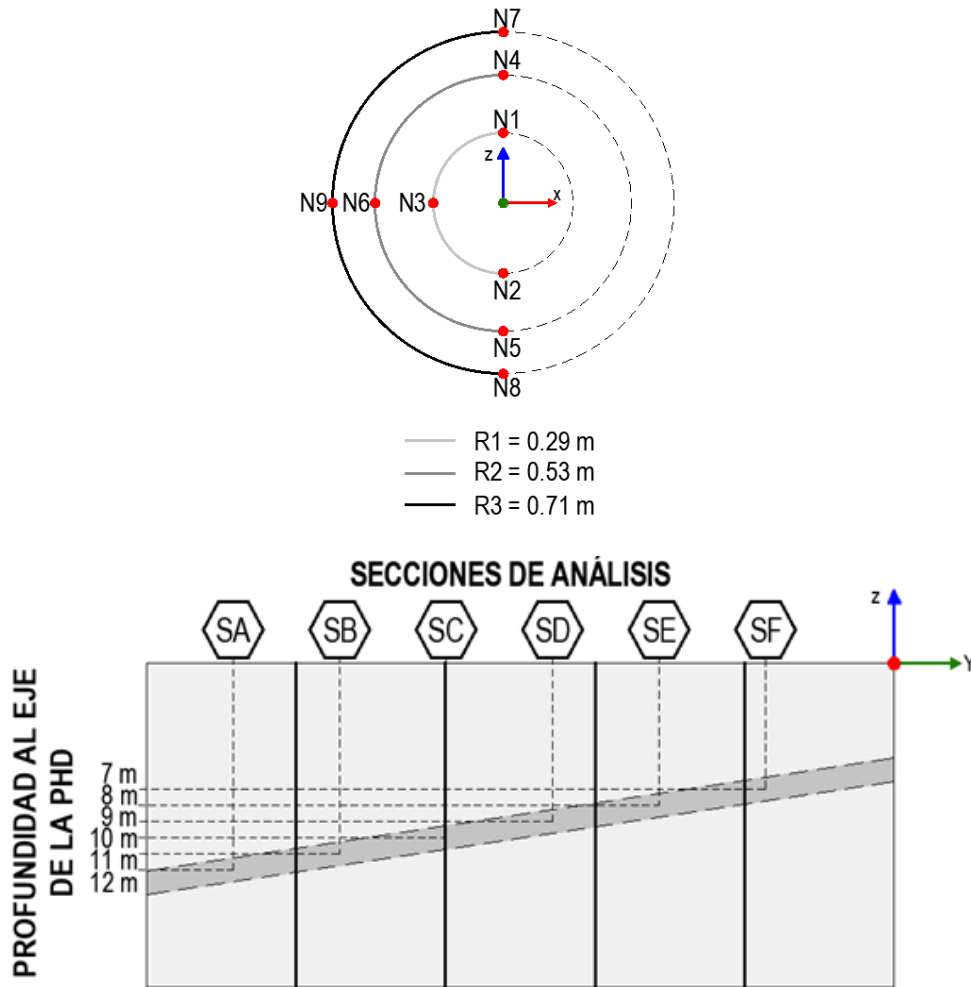 N7
N4
N1
z
x
N9 N6 N3
N2
N5
N8
R1 = 0.29 m
R2 = 0.53 m
R3 = 0.71 m
SECCIONES DE ANÁLISIS
SA SB SC SD SE SF
z
Y
PROFUNDIDAD AL EJE
DE LA PHD
7 m
8 m
9 m
10 m
11 m
12 m